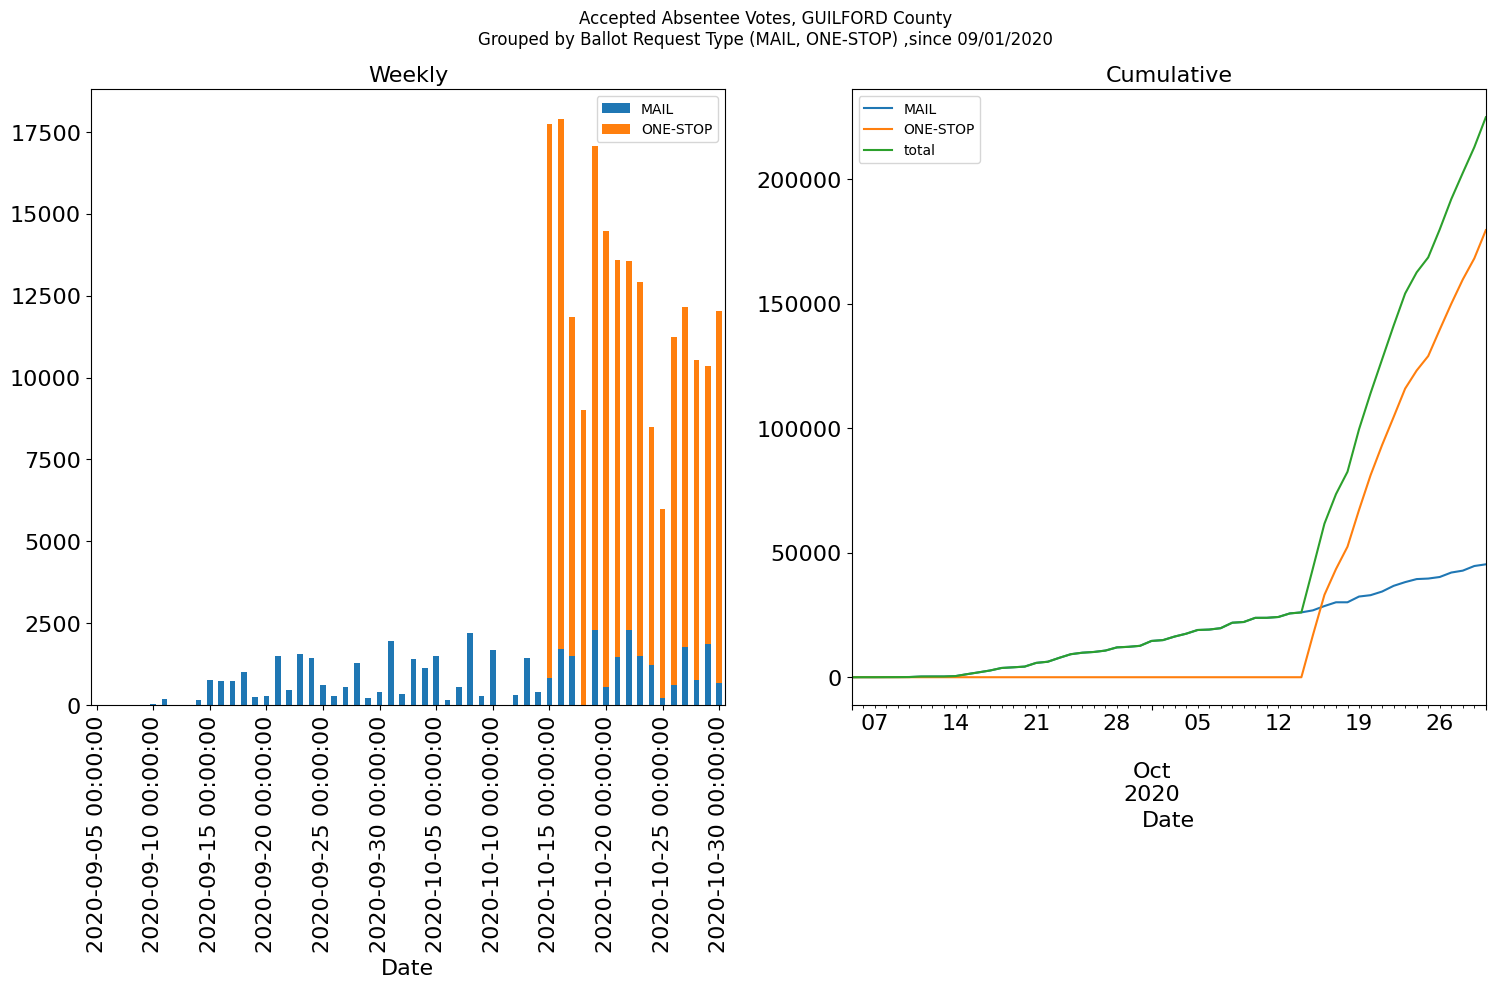 Accepted Absentee Votes, GUILFORD County
Grouped by Ballot Request Type (MAIL, ONE-STOP) ,since 09/01/2020
Weekly
MAIL
ONE-STOP
17500
15000
12500
10000
7500
5000
2500
0
2020-09-05 00:00:00
2020-09-10 00:00:00
2020-09-15 00:00:00
2020-09-20 00:00:00
2020-09-25 00:00:00
2020-09-30 00:00:00
2020-10-05 00:00:00
2020-10-10 00:00:00
2020-10-15 00:00:00
2020-10-20 00:00:00
2020-10-25 00:00:00
2020-10-30 00:00:00
Date
Cumulative
MAIL
ONE-STOP
total
200000
150000
100000
50000
0
07 14 21 28 05 12 19 26
Oct
2020
Date